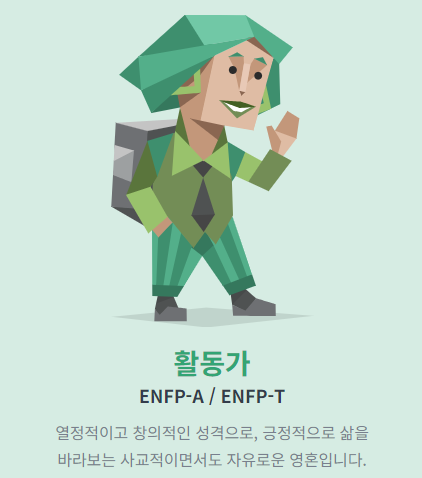 활동가
ENFP-A / ENFP-T
열정적이고 창의적인 성격으로, 긍정적으로 삶을
바라보는 사교적이면서도 자유로운 영혼입니다.